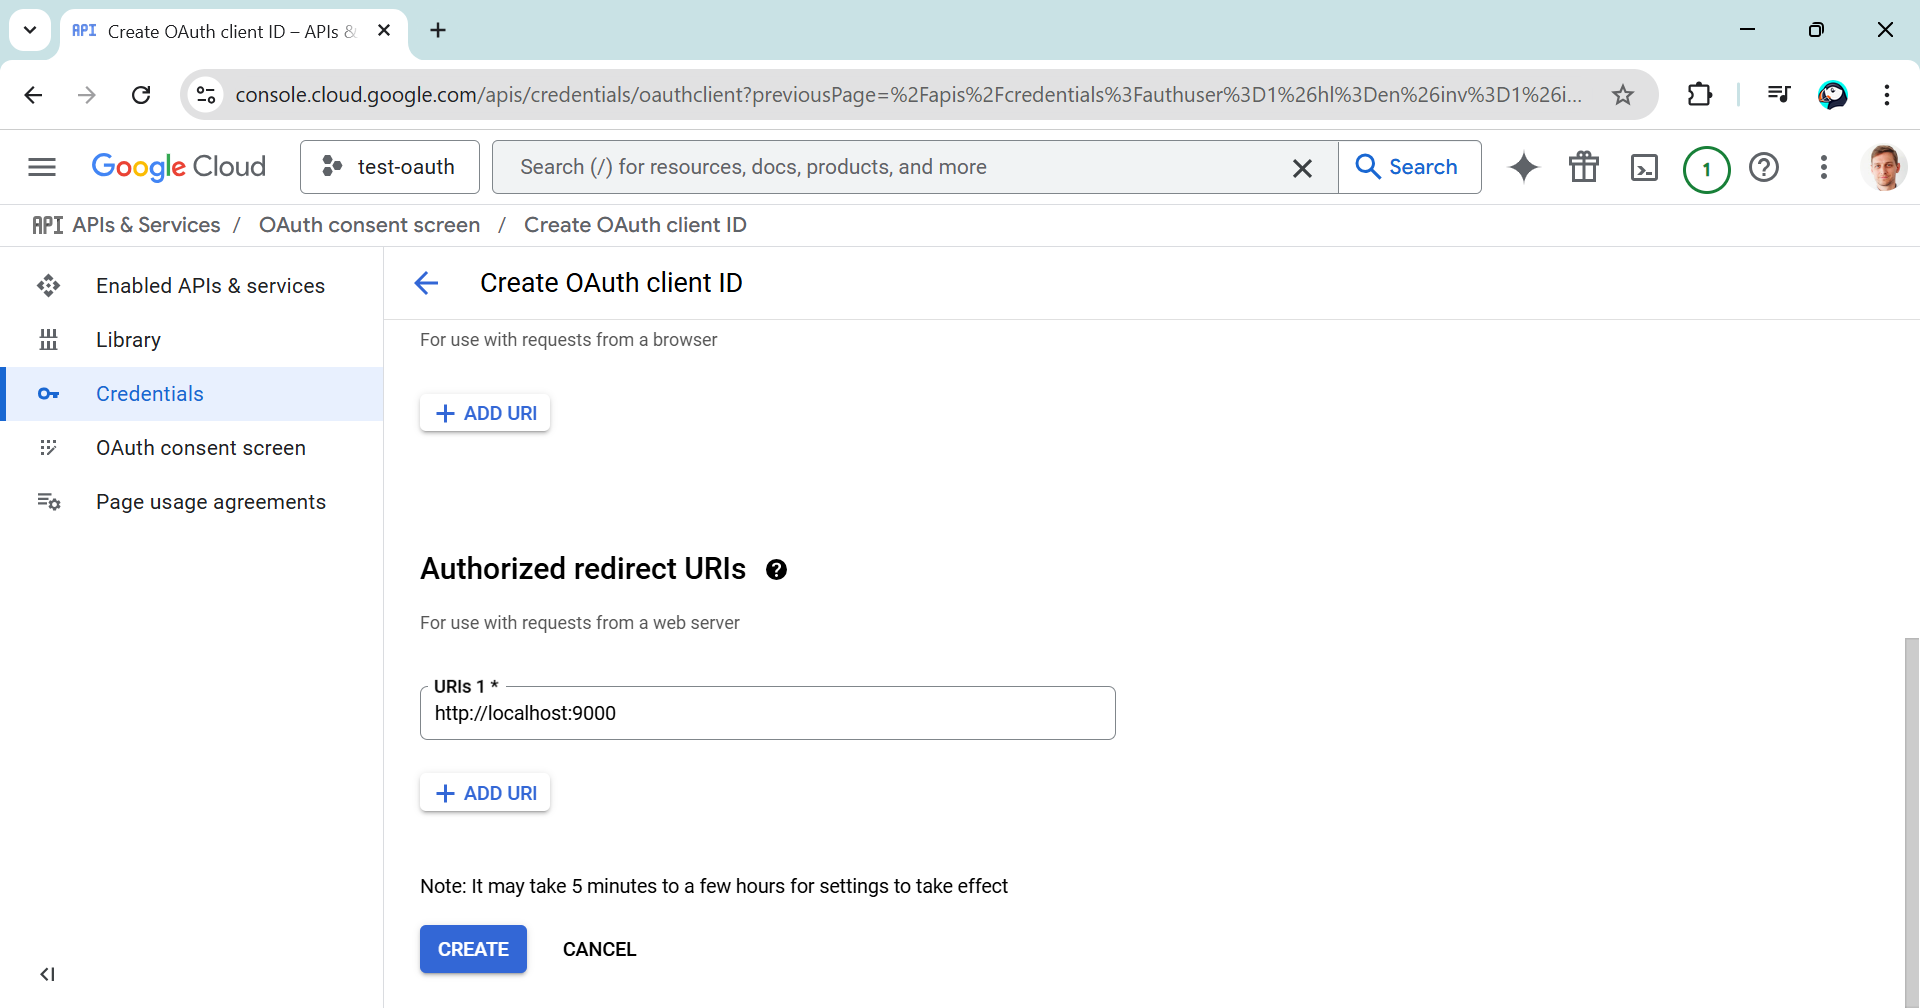 API Create OAuth client ID – APIs &
console.cloud.google.com/apis/credentials/oauthclient?previousPage=%2Fapis%2Fcredentials%3Fauthuser%3D1%26hl%3Den%26inv%3D1%26i...
Google Cloud
test-oauth
Search (/) for resources, docs, products, and more
Search
1
API APIs & Services / OAuth consent screen / Create OAuth client ID
Enabled APIs & services
Library
Credentials
OAuth consent screen
Page usage agreements
Create OAuth client ID
For use with requests from a browser
+ ADD URI
Authorized redirect URIs
For use with requests from a web server
URIs 1 *
http://localhost:9000
+ ADD URI
Note: It may take 5 minutes to a few hours for settings to take effect
CREATE
CANCEL